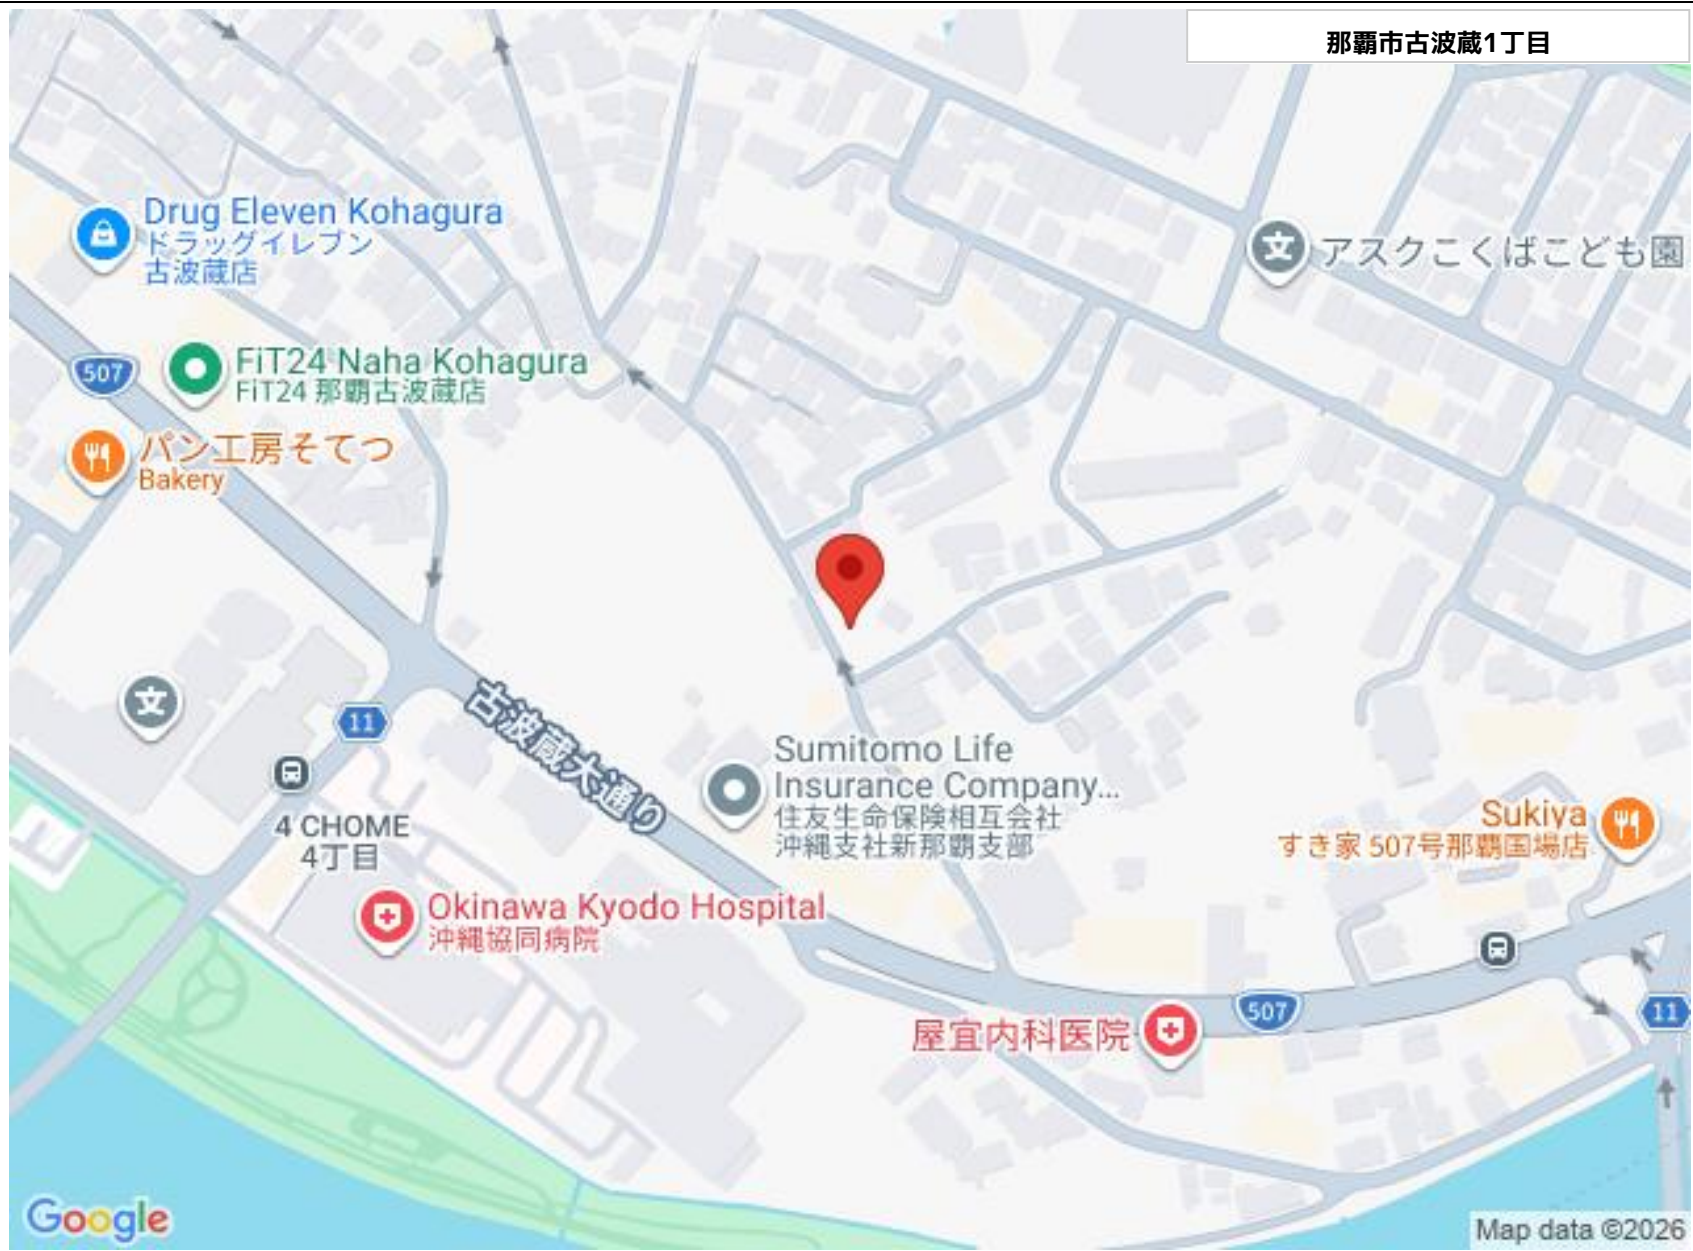 那覇市古波蔵1丁目
Drug Eleven Kohagura
ドラッグイレブン
古波蔵店
アスクこくばこども園
507
FiT24 Naha Kohagura
FiT24 那覇古波蔵店
パン工房そてつ
Bakery
文
文
11
古波蔵大通り
Sumitomo Life
Insurance Company...
住友生命保険相互会社
沖縄支社新那覇支部
4 CHOME
4丁目
Sukiya
すき家 507号那覇国場店
Okinawa Kyodo Hospital
沖縄協同病院
屋宜内科医院
507
11
Google
Map data ©2026